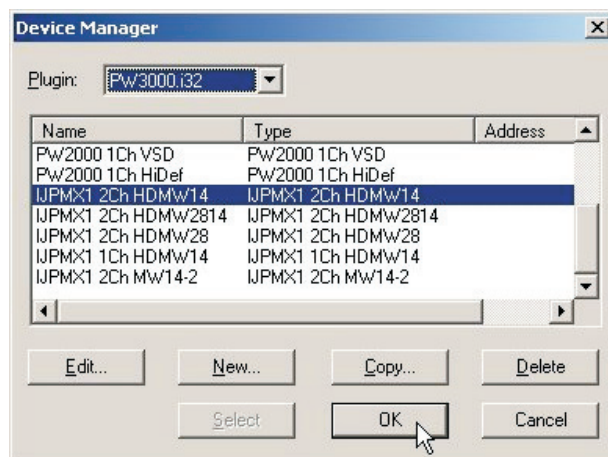 Device Manager
Plugin: PW3000.i32
Name Type Address
PW2000 1Ch VSD PW2000 1Ch VSD
PW2000 1Ch HiDef PW2000 1Ch HiDef
IJPMX1 2Ch HDMW14 IJPMX1 2Ch HDMW14
IJPMX1 2Ch HDMW2814 IJPMX1 2Ch HDMW2814
IJPMX1 2Ch HDMW28 IJPMX1 2Ch HDMW28
IJPMX1 1Ch HDMW14 IJPMX1 1Ch HDMW14
IJPMX1 2Ch MW14-2 IJPMX1 2Ch MW14-2
Edit... New... Copy... Delete
Select OK Cancel